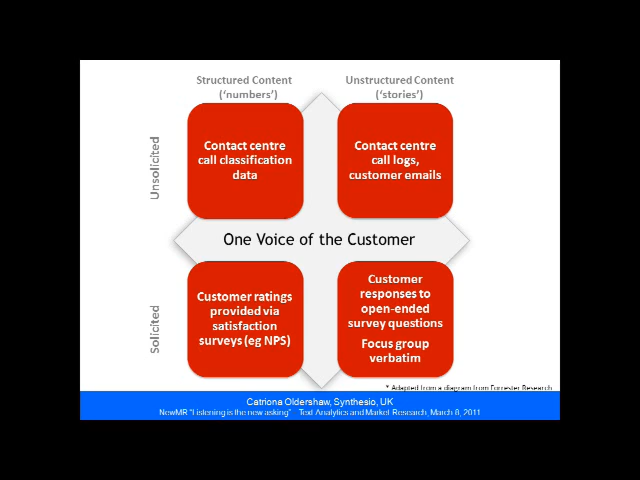 Structured Content
('numbers')
Unstructured Content
('stories')
Unsolicited
Contact centre
call classification
data
Contact centre
call logs,
customer emails
One Voice of the Customer
Solicited
Customer ratings
provided via
satisfaction
surveys (eg NPS)
Customer
responses to
open-ended
survey questions
Focus group
verbatim
* Adapted from a diagram from Forrester Research
Catriona Oldershaw, Synthesio, UK
NewMR "Listening is the new asking" - Text Analytics and Market Research, March 8, 2011